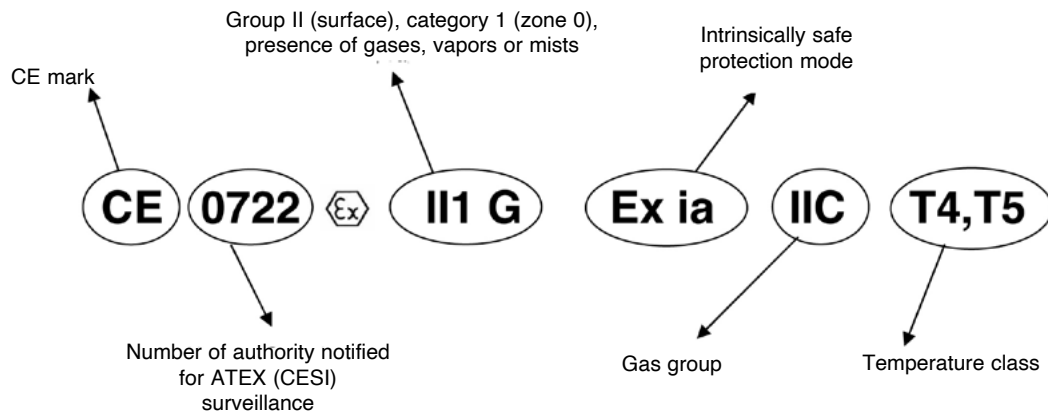 Group II (surface), category 1 (zone 0),
presence of gases, vapors or mists
Intrinsically safe
protection mode
CE mark
CE 0722 Ex II1 G Ex ia IIC T4,T5
Number of authority notified
for ATEX (CESI)
surveillance
Gas group
Temperature class